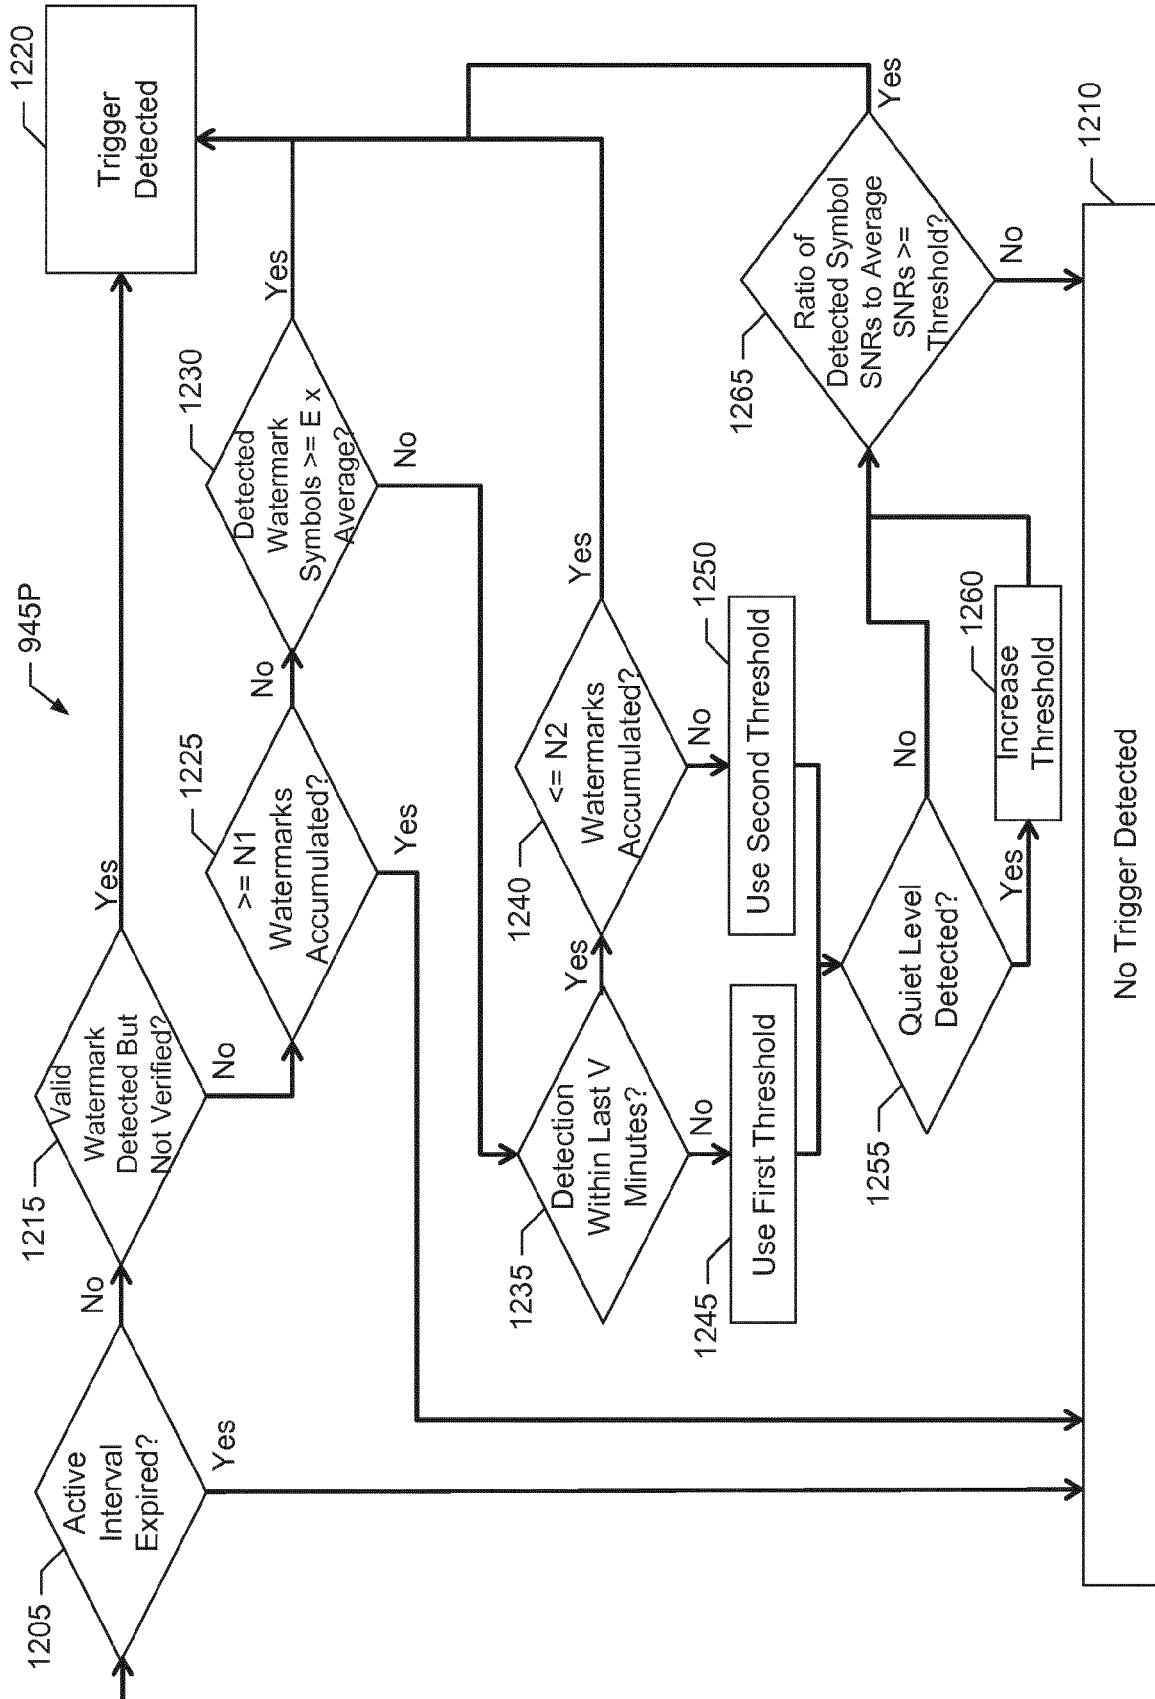 945P
1205
Active
Interval
Expired?
No
Yes
1215
Valid
Watermark
Detected But
Not Verified?
Yes
No
1220
Trigger
Detected
1225
>= N1
Watermarks
Accumulated?
No
Yes
1230
Detected
Watermark
Symbols >= E x
Average?
Yes
No
1235
Detection
Within Last V
Minutes?
Yes
No
1240
<= N2
Watermarks
Accumulated?
Yes
No
1245
Use First Threshold
1250
Use Second Threshold
1255
Quiet Level
Detected?
No
Yes
1260
Increase
Threshold
1265
Ratio of
Detected Symbol
SNRs to Average
SNRs >=
Threshold?
Yes
No
1210
No Trigger Detected